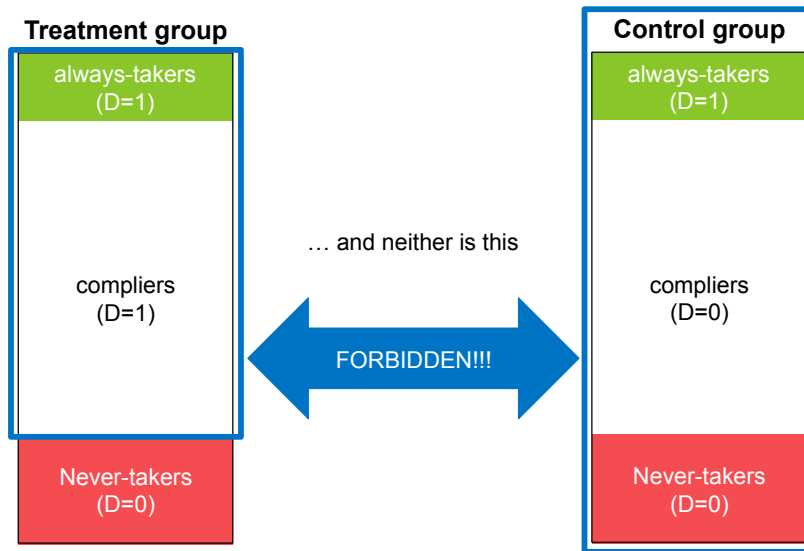 Treatment group
always-takers
(D=1)
compliers
(D=1)
Never-takers
(D=0)
… and neither is this
FORBIDDEN!!!
Control group
always-takers
(D=1)
compliers
(D=0)
Never-takers
(D=0)